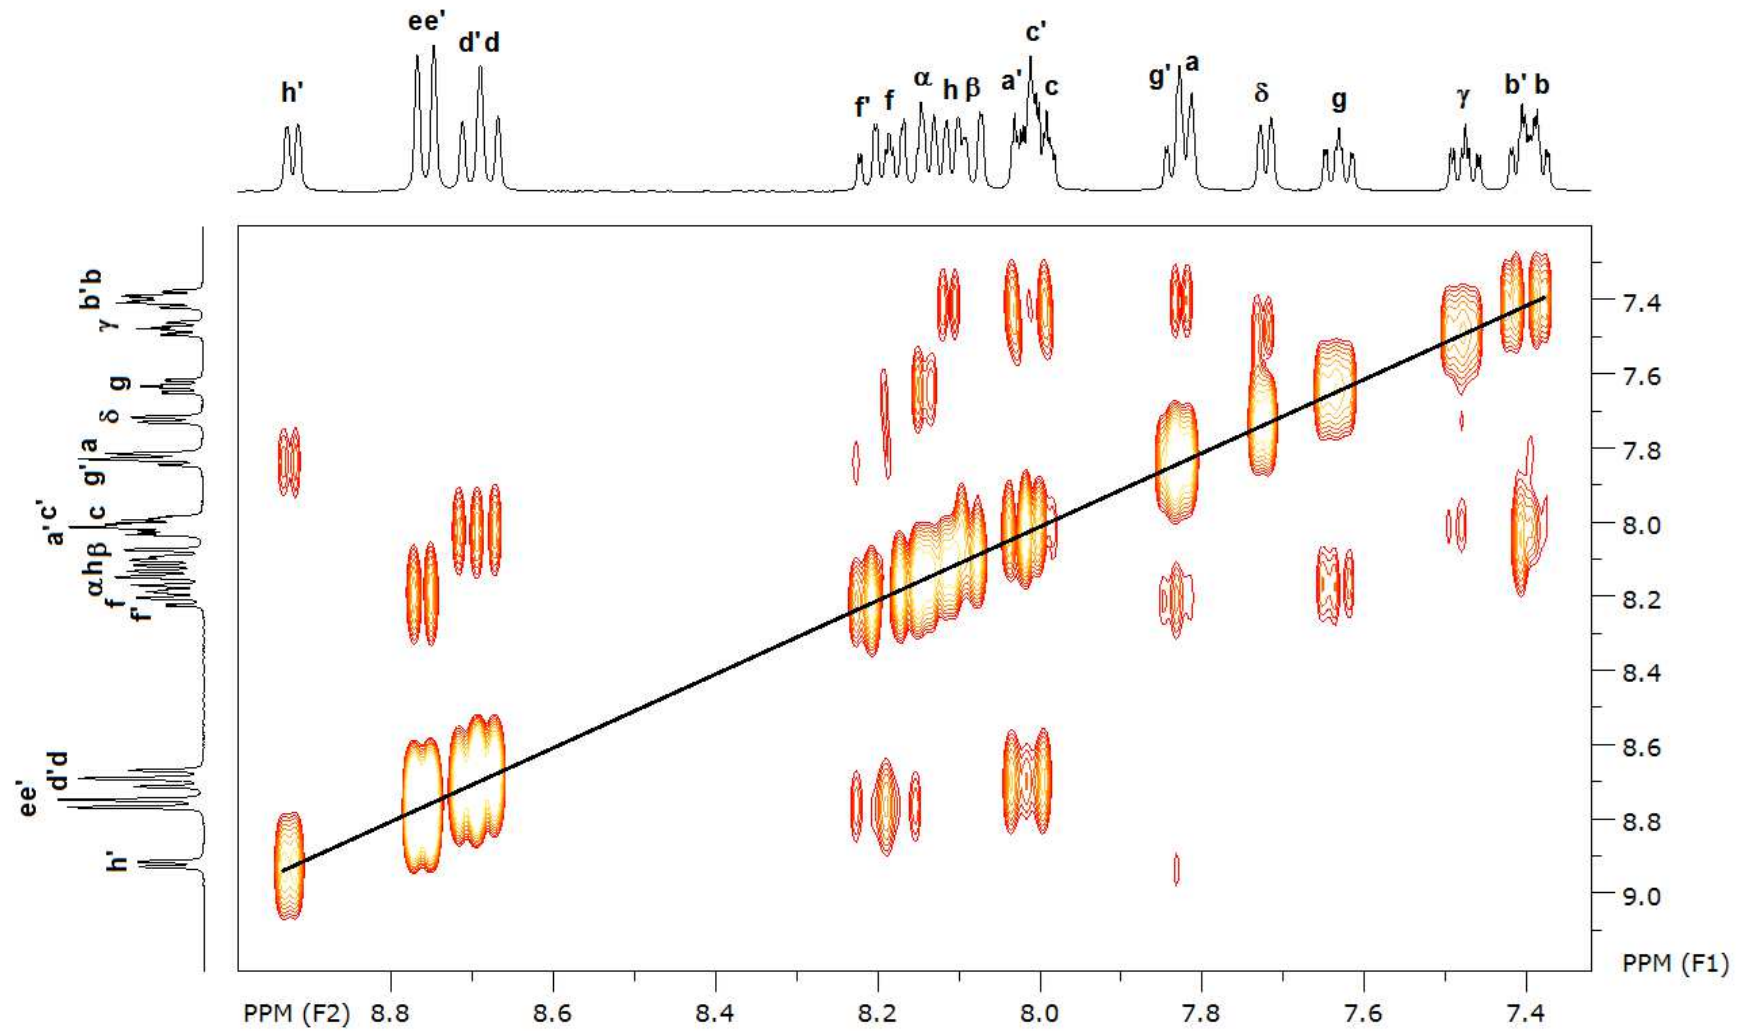 ee'
d' d
h'
f'
f
α
h
β
a'
c'
c
g'
a
δ
g
γ
b'
b
b'b
γ
g
δ
a
g'
c
a'c'
αhβ
f
f'
d'd
ee'
h'
7.4
7.6
7.8
8.0
8.2
8.4
8.6
8.8
9.0
PPM (F1)
PPM (F2)
8.8
8.6
8.4
8.2
8.0
7.8
7.6
7.4